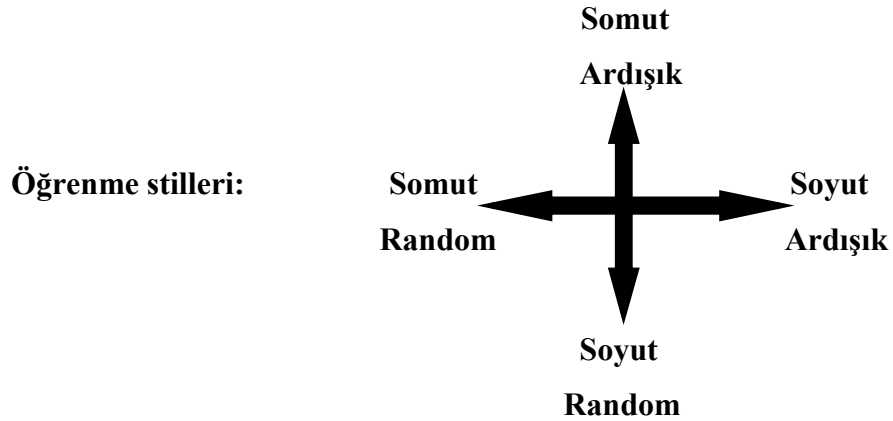 Somut
Ardışık
Öğrenme stilleri:
Somut
Random
Soyut
Ardışık
Soyut
Random